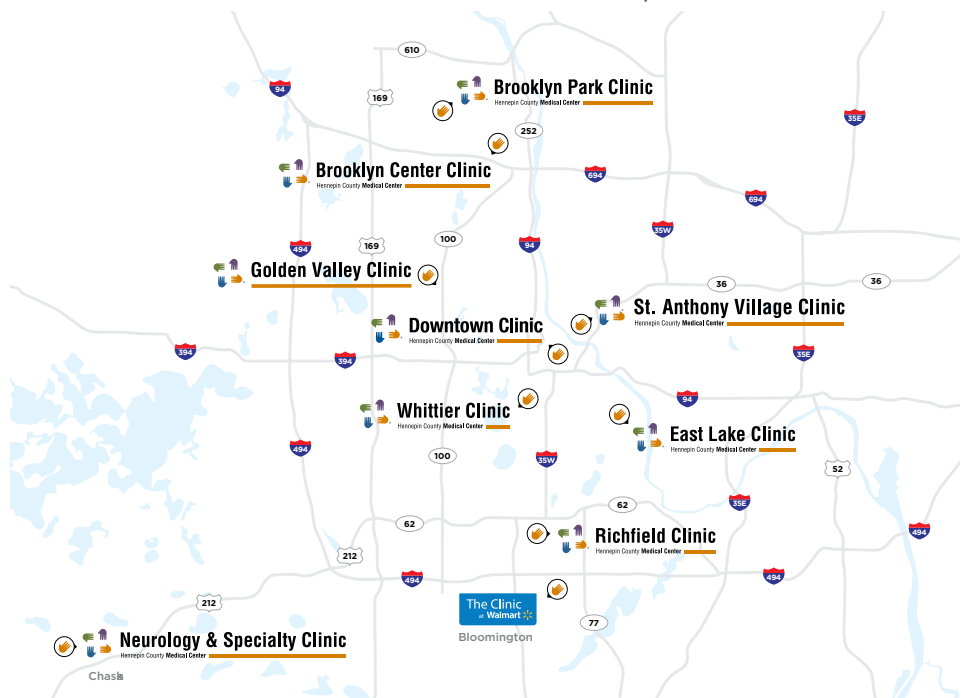 610
94
169
Brooklyn Park Clinic
Hennepin County Medical Center
35E
252
Brooklyn Center Clinic
Hennepin County Medical Center
694
694
35W
494
169
100
94
Golden Valley Clinic
36
36
St. Anthony Village Clinic
Hennepin County Medical Center
Downtown Clinic
Hennepin County Medical Center
394
394
35E
94
Whittier Clinic
Hennepin County Medical Center
East Lake Clinic
Hennepin County Medical Center
494
100
35W
52
62
35E
62
494
Richfield Clinic
Hennepin County Medical Center
212
494
494
212
The Clinic
at Walmart
77
Bloomington
Neurology & Specialty Clinic
Hennepin County Medical Center